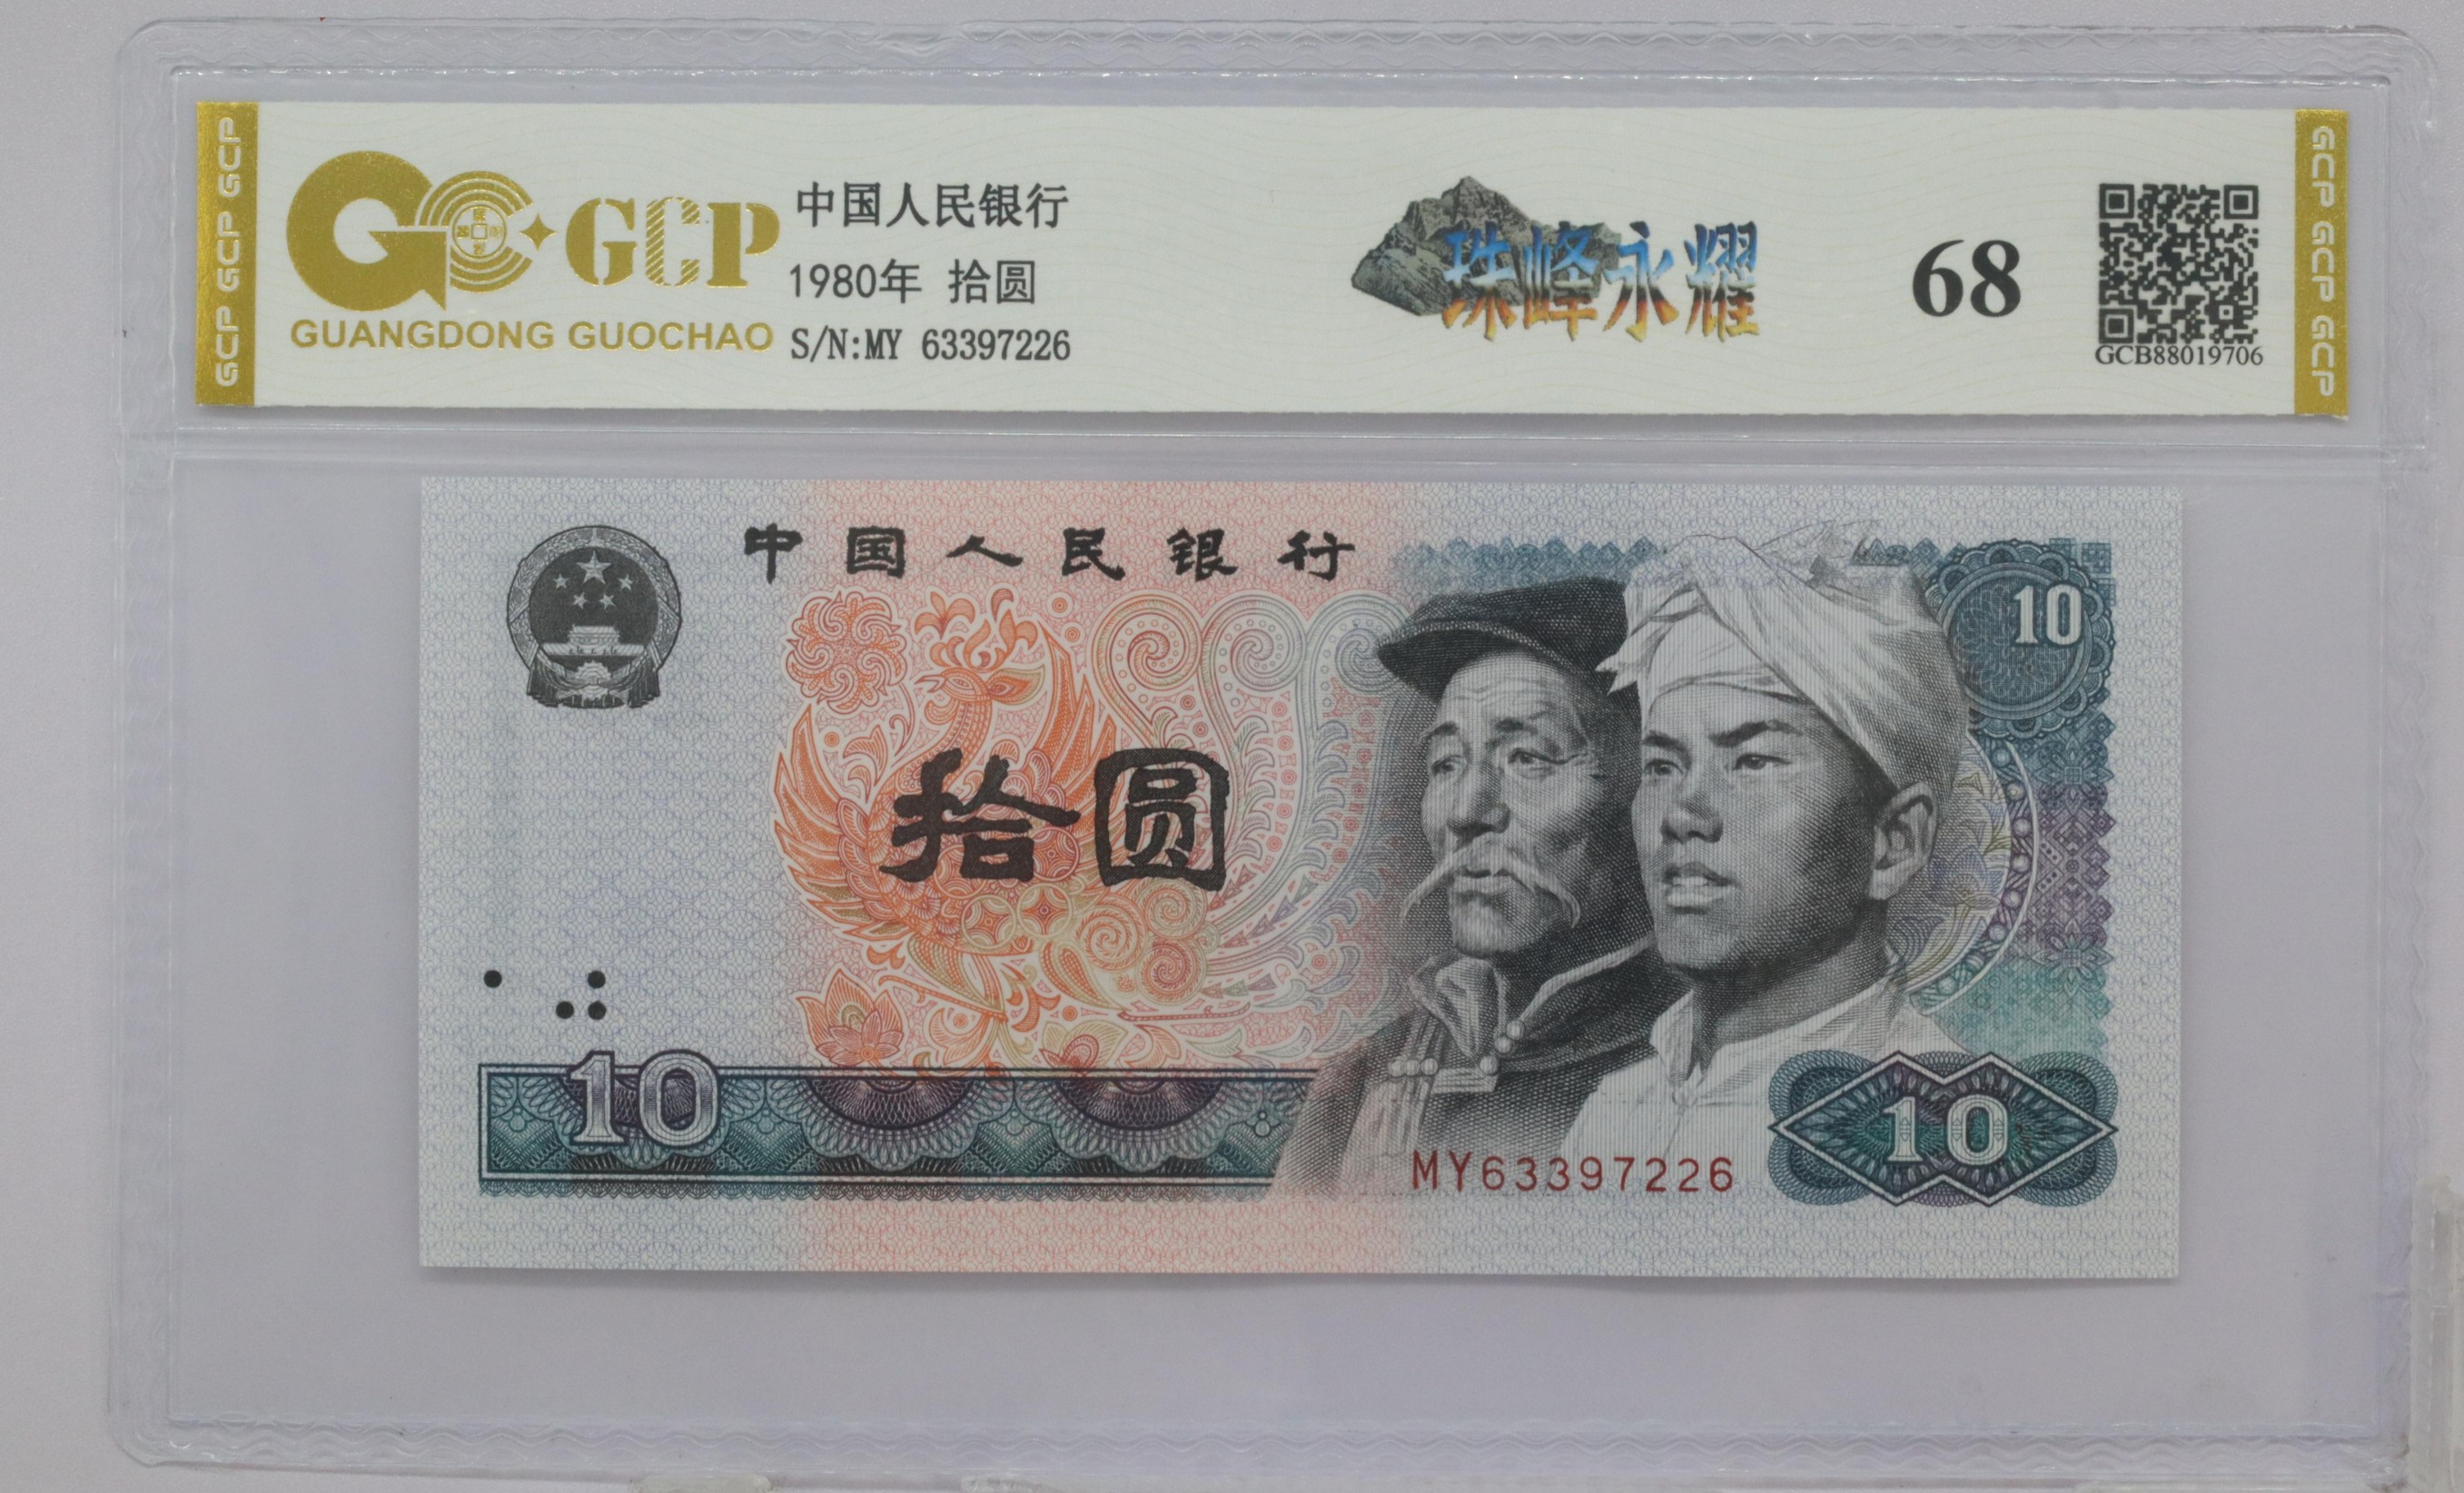 GCP GCP GCP
GCP
GUANGDONG GUOCHAO
中国人民银行
1980年 拾圆
S/N:MY 63397226
珠峰永耀
68
GCB88019706
GCP GCP GCP
中国人民银行
10
拾圆
10
MY63397226
10